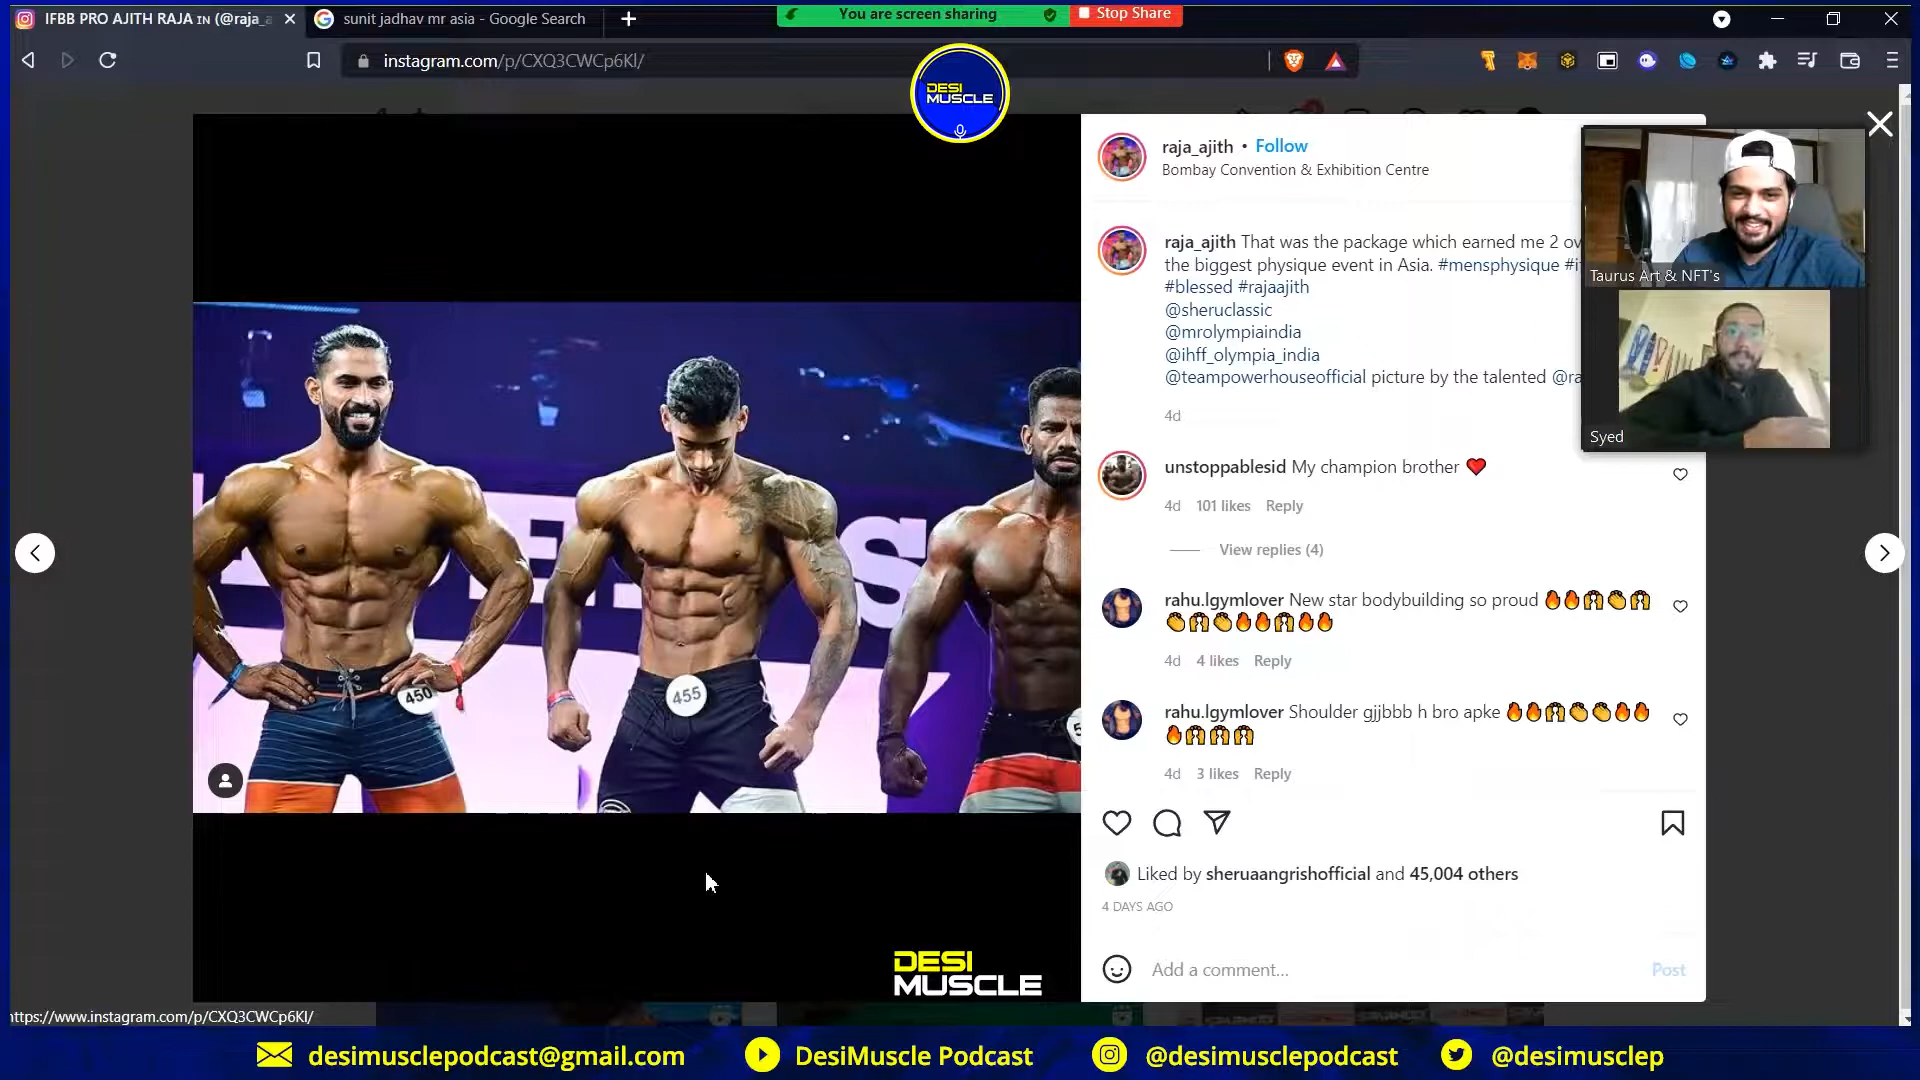 IFBB PRO AJITH RAJA IN (@raja_a
sunit jadhav mr asia - Google Search
You are screen sharing
Stop Share
instagram.com/p/CXQ3CWCp6Kl/
DESI
MUSCLE
raja_ajith • Follow
Bombay Convention & Exhibition Centre
raja_ajith That was the package which earned me 2 ov
the biggest physique event in Asia. #mensphysique #i
#blessed #rajaajith
@sheruclassic
@mrolympiaindia
@ihff_olympia_india
@teampowerhouseofficial picture by the talented @ra
4d
Taurus Art & NFT's
Syed
unstoppablesid My champion brother ❤️
4d 101 likes Reply
View replies (4)
rahu.lgymlover New star bodybuilding so proud 🔥🔥🙌👏🙌
👏🙌👏🔥🔥🙌🔥🔥
4d 4 likes Reply
rahu.lgymlover Shoulder gjjbbb h bro apke 🔥🔥🙌👏👏🔥🔥
🔥🙌🙌🙌
4d 3 likes Reply
450
455
5
S
Liked by sheruaangrishofficial and 45,004 others
4 DAYS AGO
Add a comment...
Post
DESI
MUSCLE
https://www.instagram.com/p/CXQ3CWCp6Kl/
desimusclepodcast@gmail.com
DesiMuscle Podcast
@desimusclepodcast
@desimusclep